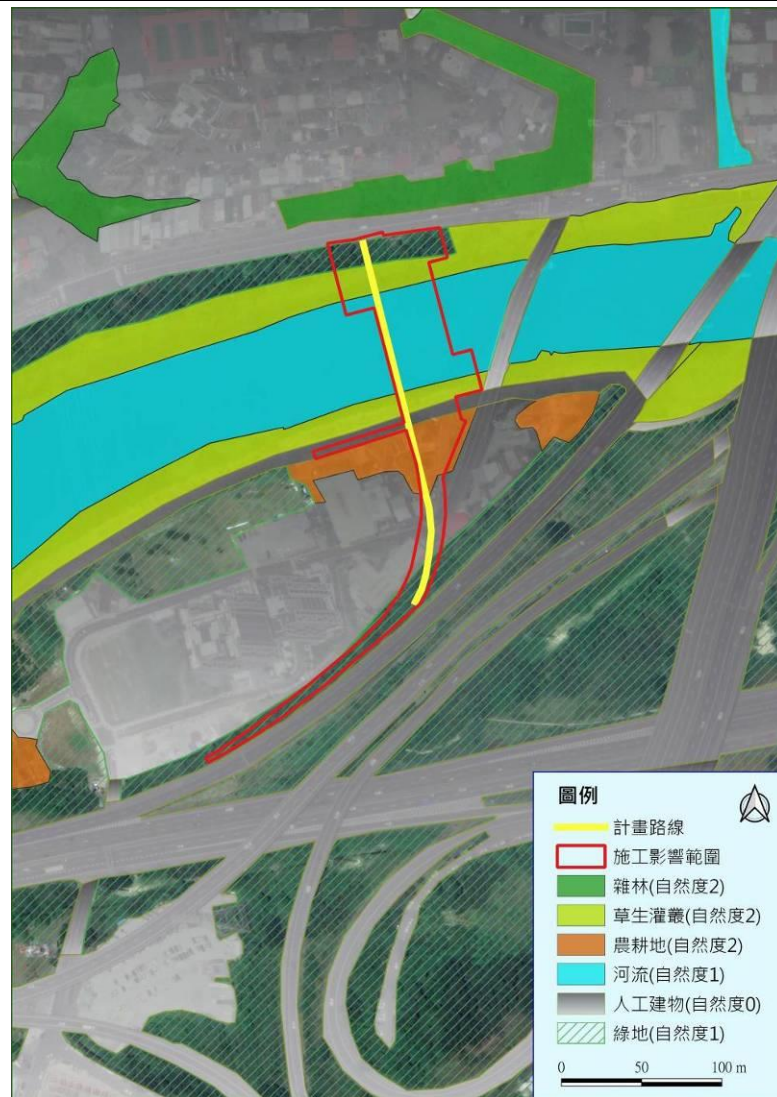 圖例
計畫路線
施工影響範圍
雜林(自然度2)
草生灌叢(自然度2)
農耕地(自然度2)
河流(自然度1)
人工建物(自然度0)
綠地(自然度1)
0 50 100 m